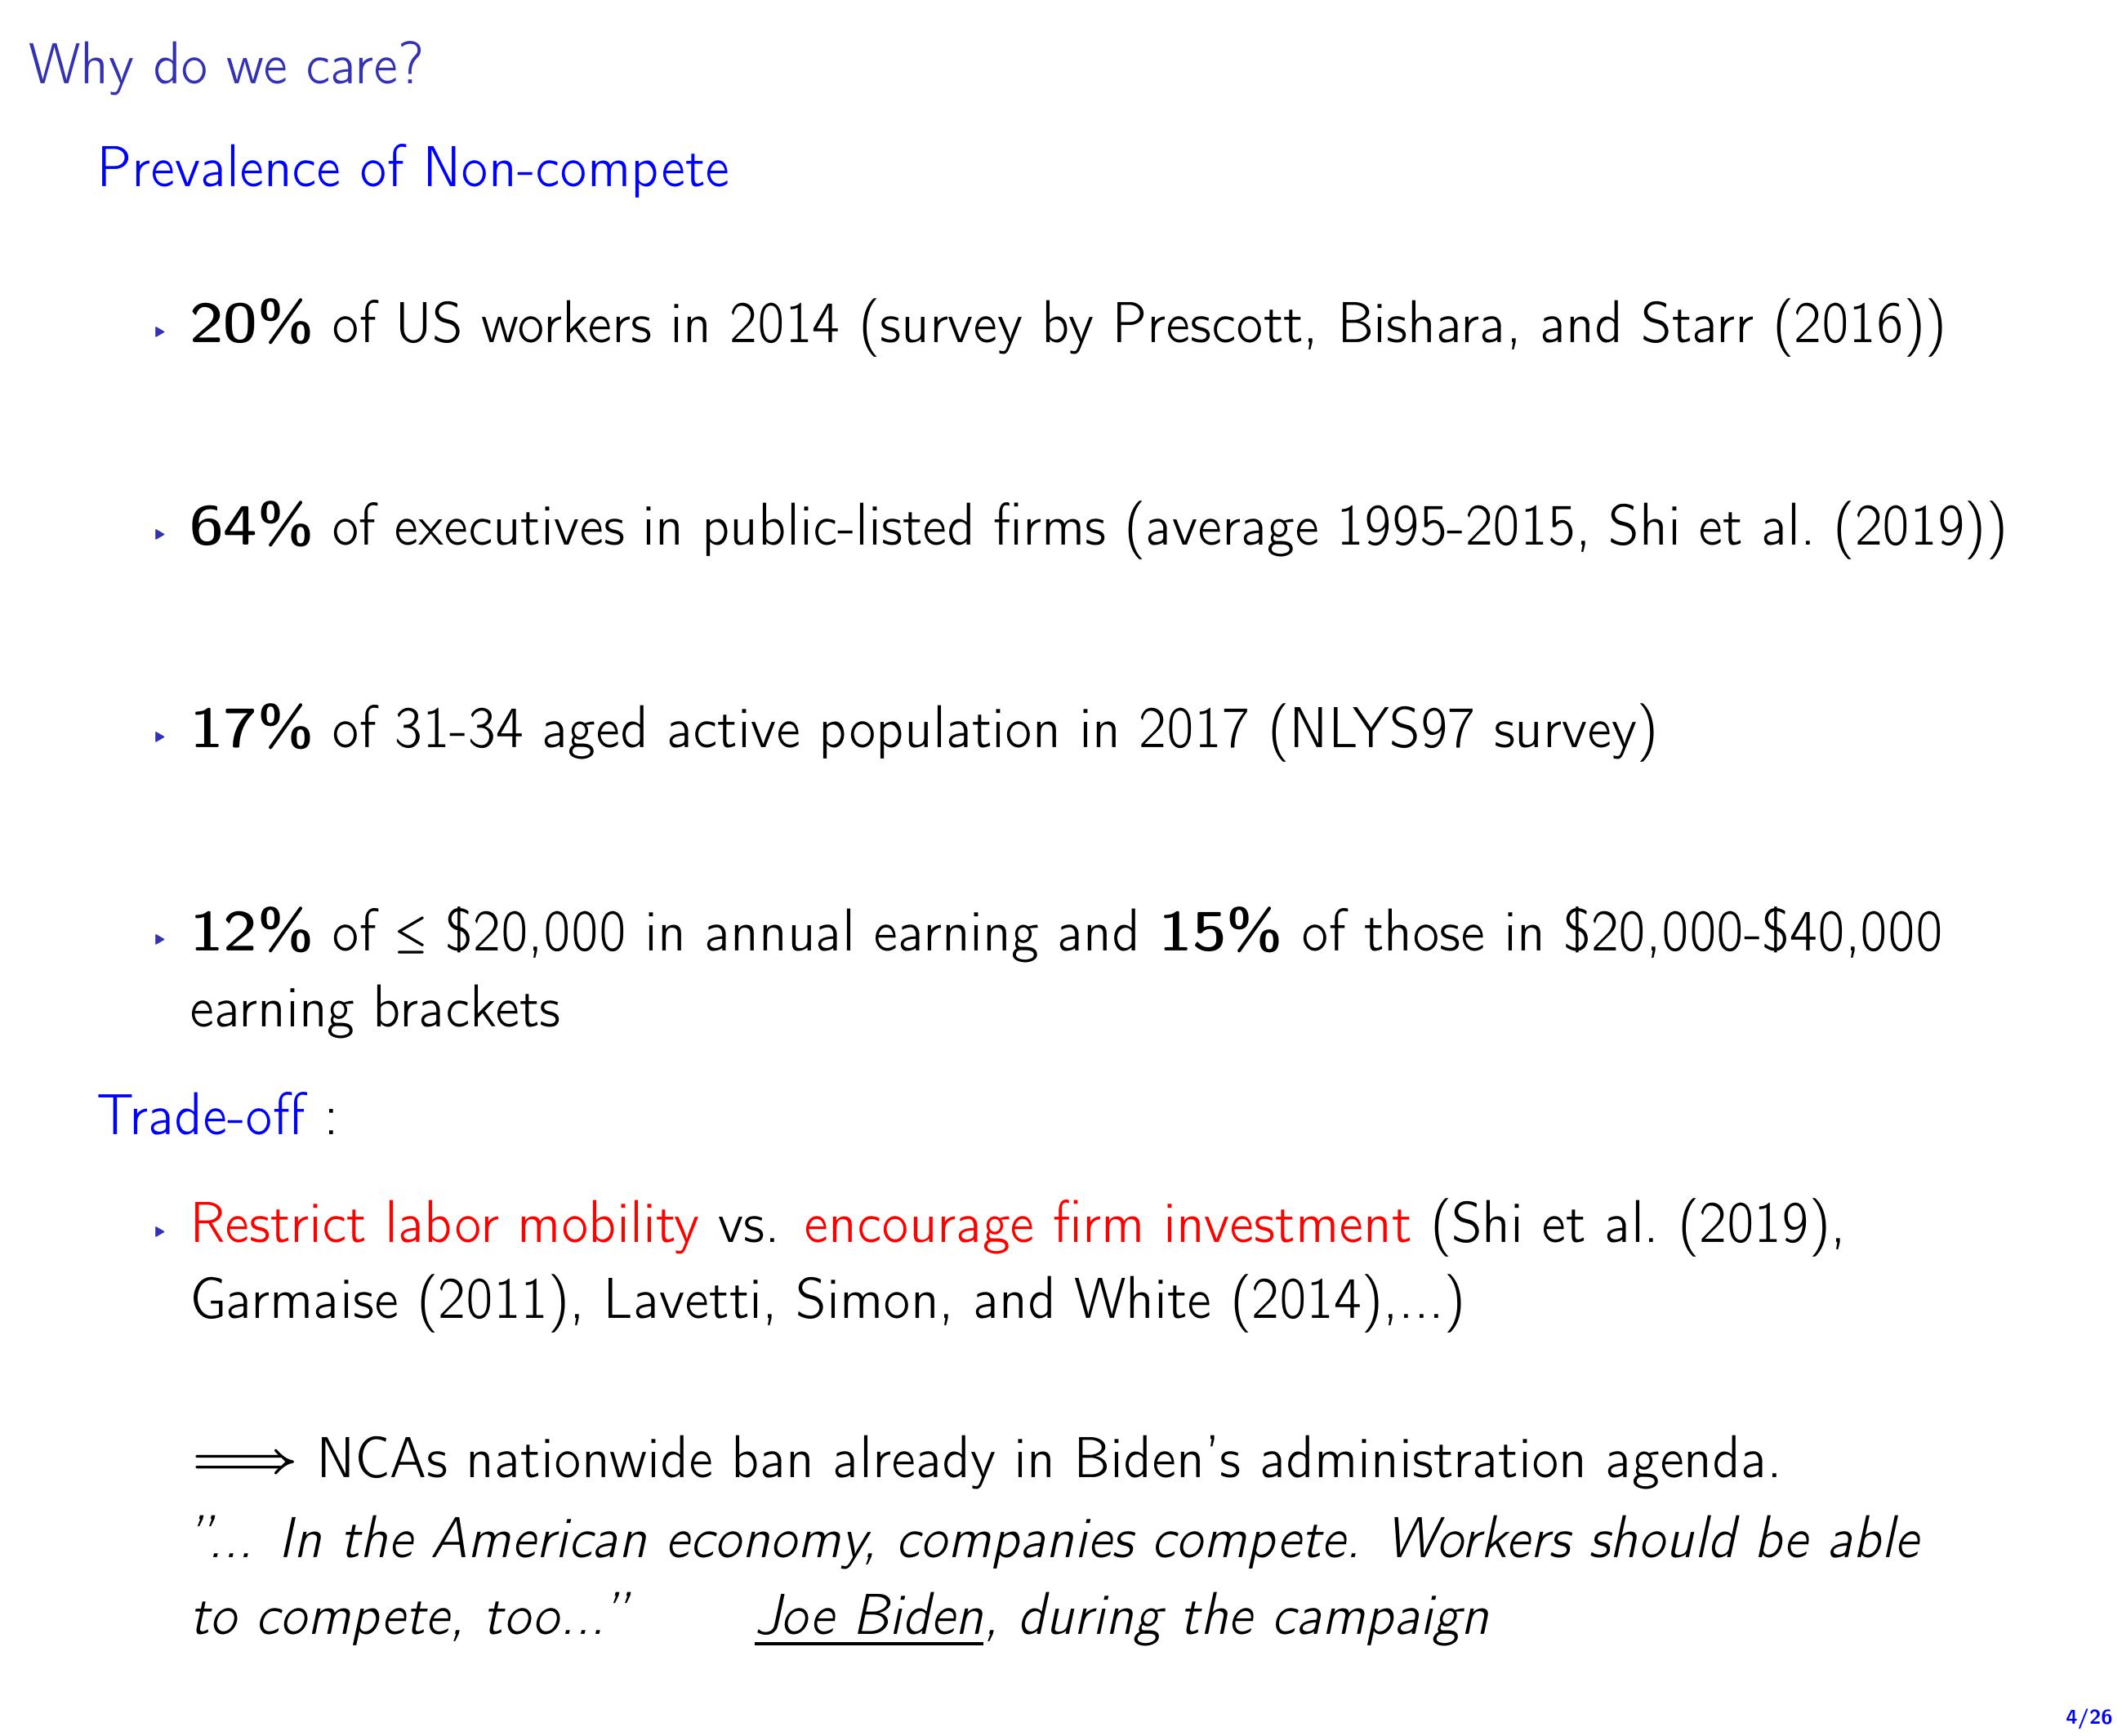 Why do we care?
Prevalence of Non-compete
▸ 20% of US workers in 2014 (survey by Prescott, Bishara, and Starr (2016))
▸ 64% of executives in public-listed firms (average 1995-2015, Shi et al. (2019))
▸ 17% of 31-34 aged active population in 2017 (NLYS97 survey)
▸ 12% of ≤ $20,000 in annual earning and 15% of those in $20,000-$40,000
earning brackets
Trade-off :
▸ Restrict labor mobility vs. encourage firm investment (Shi et al. (2019),
Garmaise (2011), Lavetti, Simon, and White (2014),...)
⟹ NCAs nationwide ban already in Biden's administration agenda.
"... In the American economy, companies compete. Workers should be able
to compete, too..." Joe Biden, during the campaign
4/26